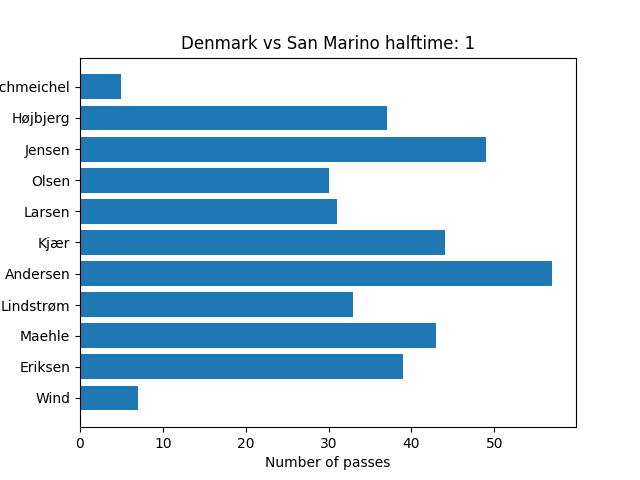 Denmark vs San Marino halftime: 1
chmeichel
Højbjerg
Jensen
Olsen
Larsen
Kjær
Andersen
Lindstrøm
Maehle
Eriksen
Wind
0 10 20 30 40 50
Number of passes